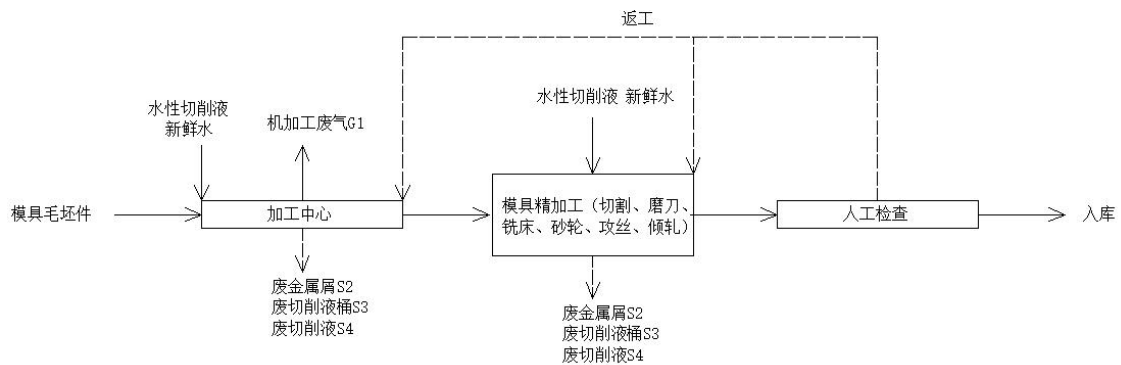 返工
水性切削液 新鲜水
水性切削液
新鲜水
机加工废气G1
模具毛坯件
加工中心
模具精加工（切割、磨刀、
铣床、砂轮、攻丝、倾轧）
人工检查
入库
废金属屑S2
废切削液桶S3
废切削液S4
废金属屑S2
废切削液桶S3
废切削液S4